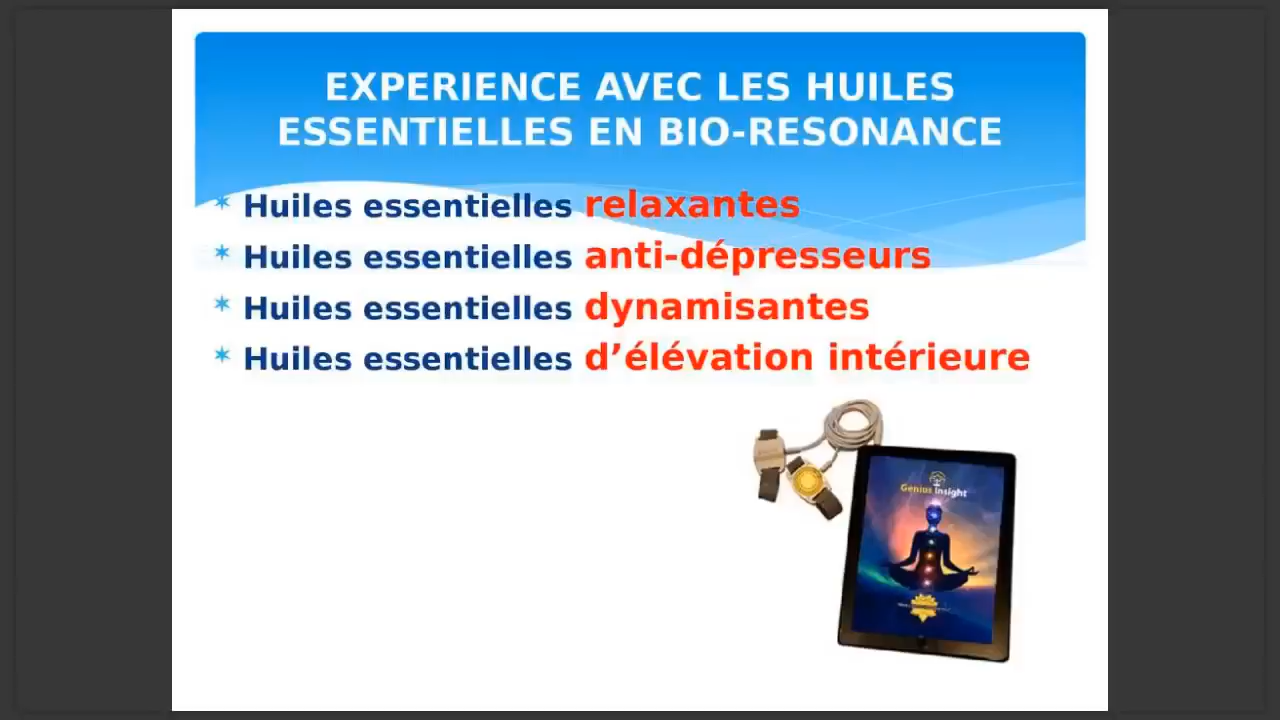 EXPERIENCE AVEC LES HUILES
ESSENTIELLES EN BIO-RESONANCE
Huiles essentielles relaxantes
Huiles essentielles anti-dépresseurs
Huiles essentielles dynamisantes
Huiles essentielles d’élévation intérieure
Genius Insight